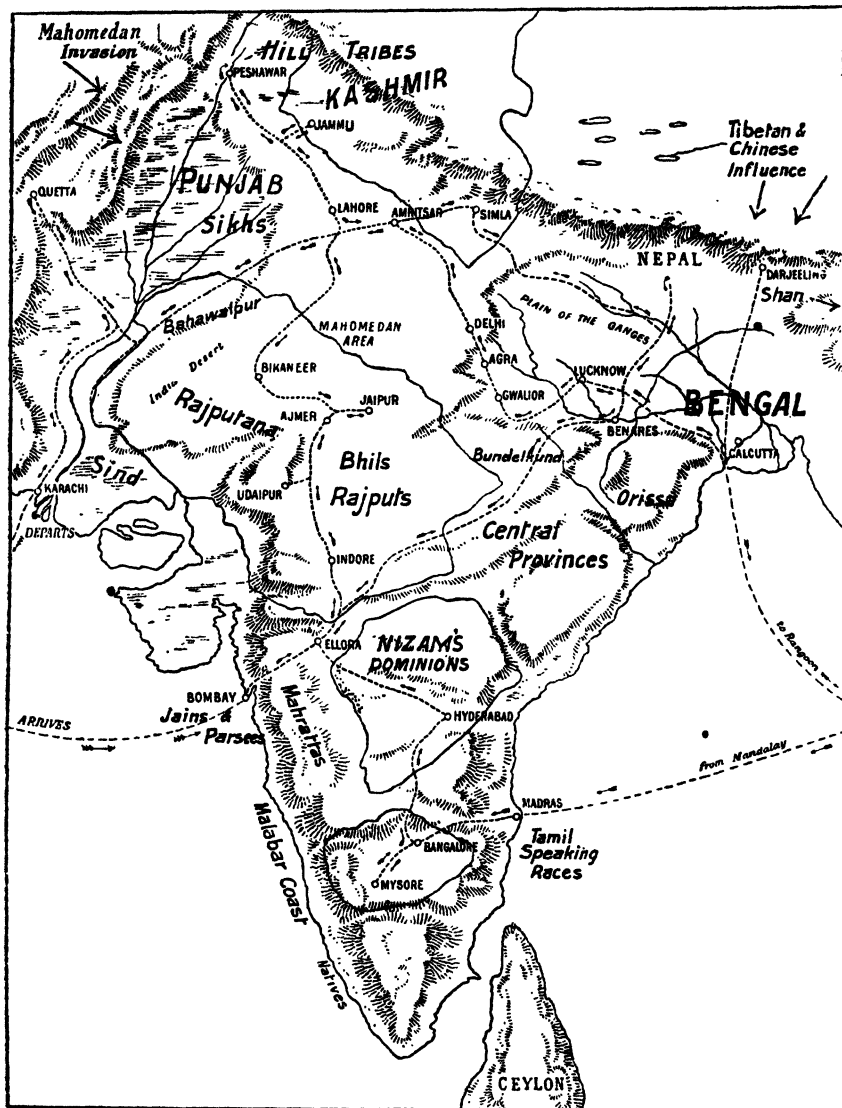 Mahomedan
Invasion
HILL TRIBES
PESHAWAR
KASHMIR
JAMMU
Tibetan &
Chinese
Influence
QUETTA
PUNJAB
Sikhs
LAHORE
AMRITSAR
SIMLA
NEPAL
DARJEELING
Shan
Bahawalpur
MAHOMEDAN
AREA
PLAIN OF THE GANGES
DELHI
Indian Desert
BIKANEER
AGRA
LUCKNOW
GWALIOR
Rajputana
AJMER
JAIPUR
BENGAL
BENARES
CALCUTTA
Bhils
Rajputs
Bundelkund
Sind
KARACHI
DEPARTS
UDAIPUR
Orissa
Central
Provinces
INDORE
ELLORA
NIZAM'S
DOMINIONS
to Rangoon
BOMBAY
Jains &
Parsees
ARRIVES
Mahrattas
HYDERABAD
from Mandalay
MADRAS
Malabar Coast
Natives
BANGALORE
MYSORE
Tamil
Speaking
Races
CEYLON